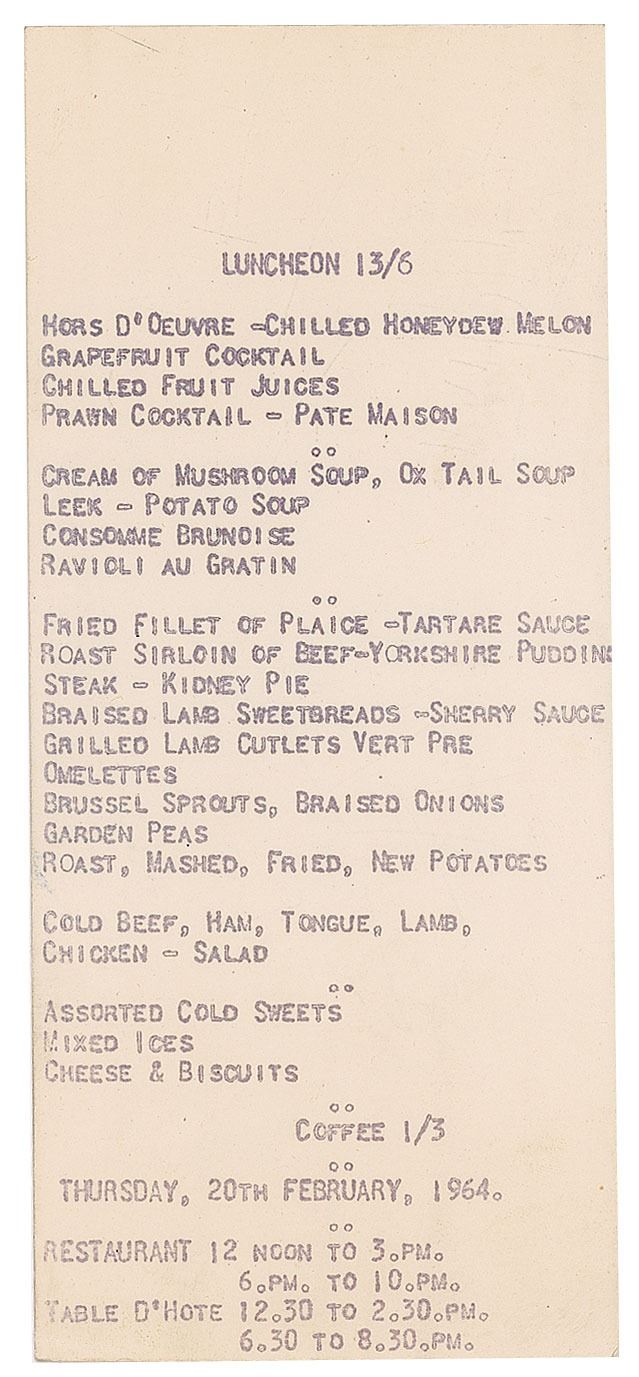 LUNCHEON 13/6
HORS D'OEUVRE -CHILLED HONEYDEW MELON
GRAPEFRUIT COCKTAIL
CHILLED FRUIT JUICES
PRAWN COCKTAIL - PATE MAISON
oo
CREAM OF MUSHROOM SOUP, OX TAIL SOUP
LEEK - POTATO SOUP
CONSOMME BRUNOISE
RAVIOLI AU GRATIN
oo
FRIED FILLET OF PLAICE -TARTARE SAUCE
ROAST SIRLOIN OF BEEF-YORKSHIRE PUDDING
STEAK - KIDNEY PIE
BRAISED LAMB SWEETBREADS -SHERRY SAUCE
GRILLED LAMB CUTLETS VERT PRE
OMELETTES
BRUSSEL SPROUTS, BRAISED ONIONS
GARDEN PEAS
ROAST, MASHED, FRIED, NEW POTATOES
COLD BEEF, HAM, TONGUE, LAMB,
CHICKEN - SALAD
oo
ASSORTED COLD SWEETS
MIXED ICES
CHEESE & BISCUITS
oo
COFFEE 1/3
oo
THURSDAY, 20TH FEBRUARY, 1964.
oo
RESTAURANT 12 NOON TO 3.PM.
6.PM. TO 10.PM.
TABLE D'HOTE 12.30 TO 2.30.PM.
6.30 TO 8.30.PM.